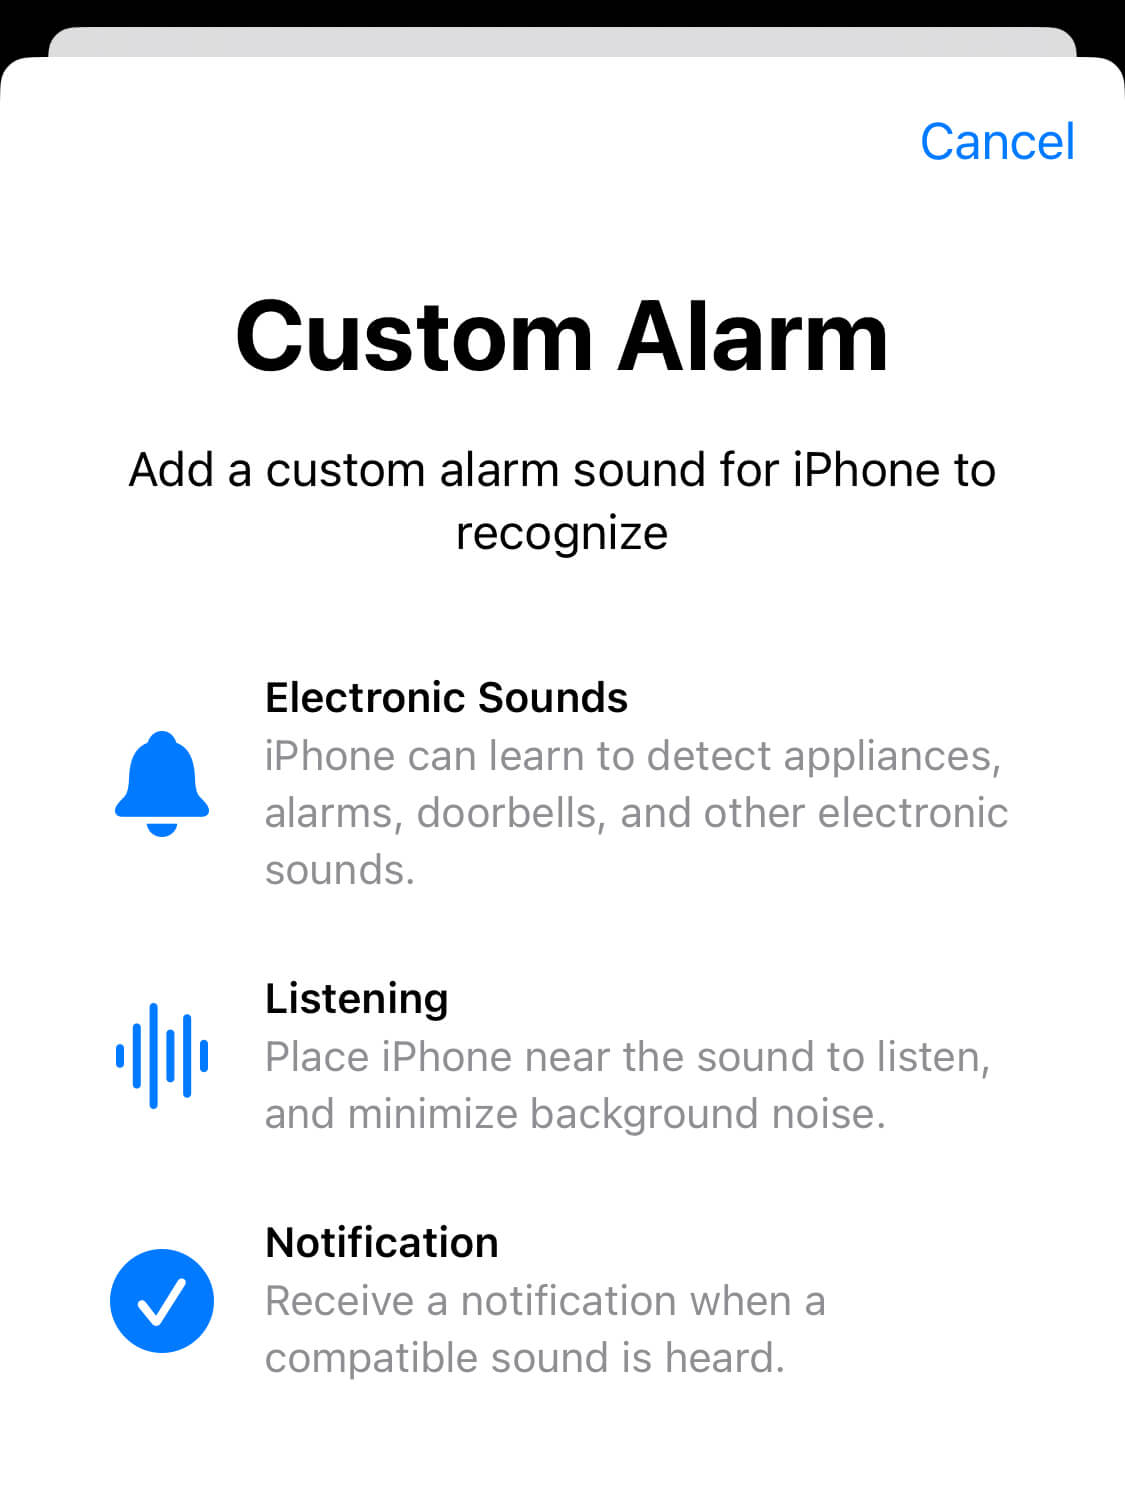 Cancel
Custom Alarm
Add a custom alarm sound for iPhone to
recognize
Electronic Sounds
iPhone can learn to detect appliances,
alarms, doorbells, and other electronic
sounds.
Listening
Place iPhone near the sound to listen,
and minimize background noise.
Notification
Receive a notification when a
compatible sound is heard.